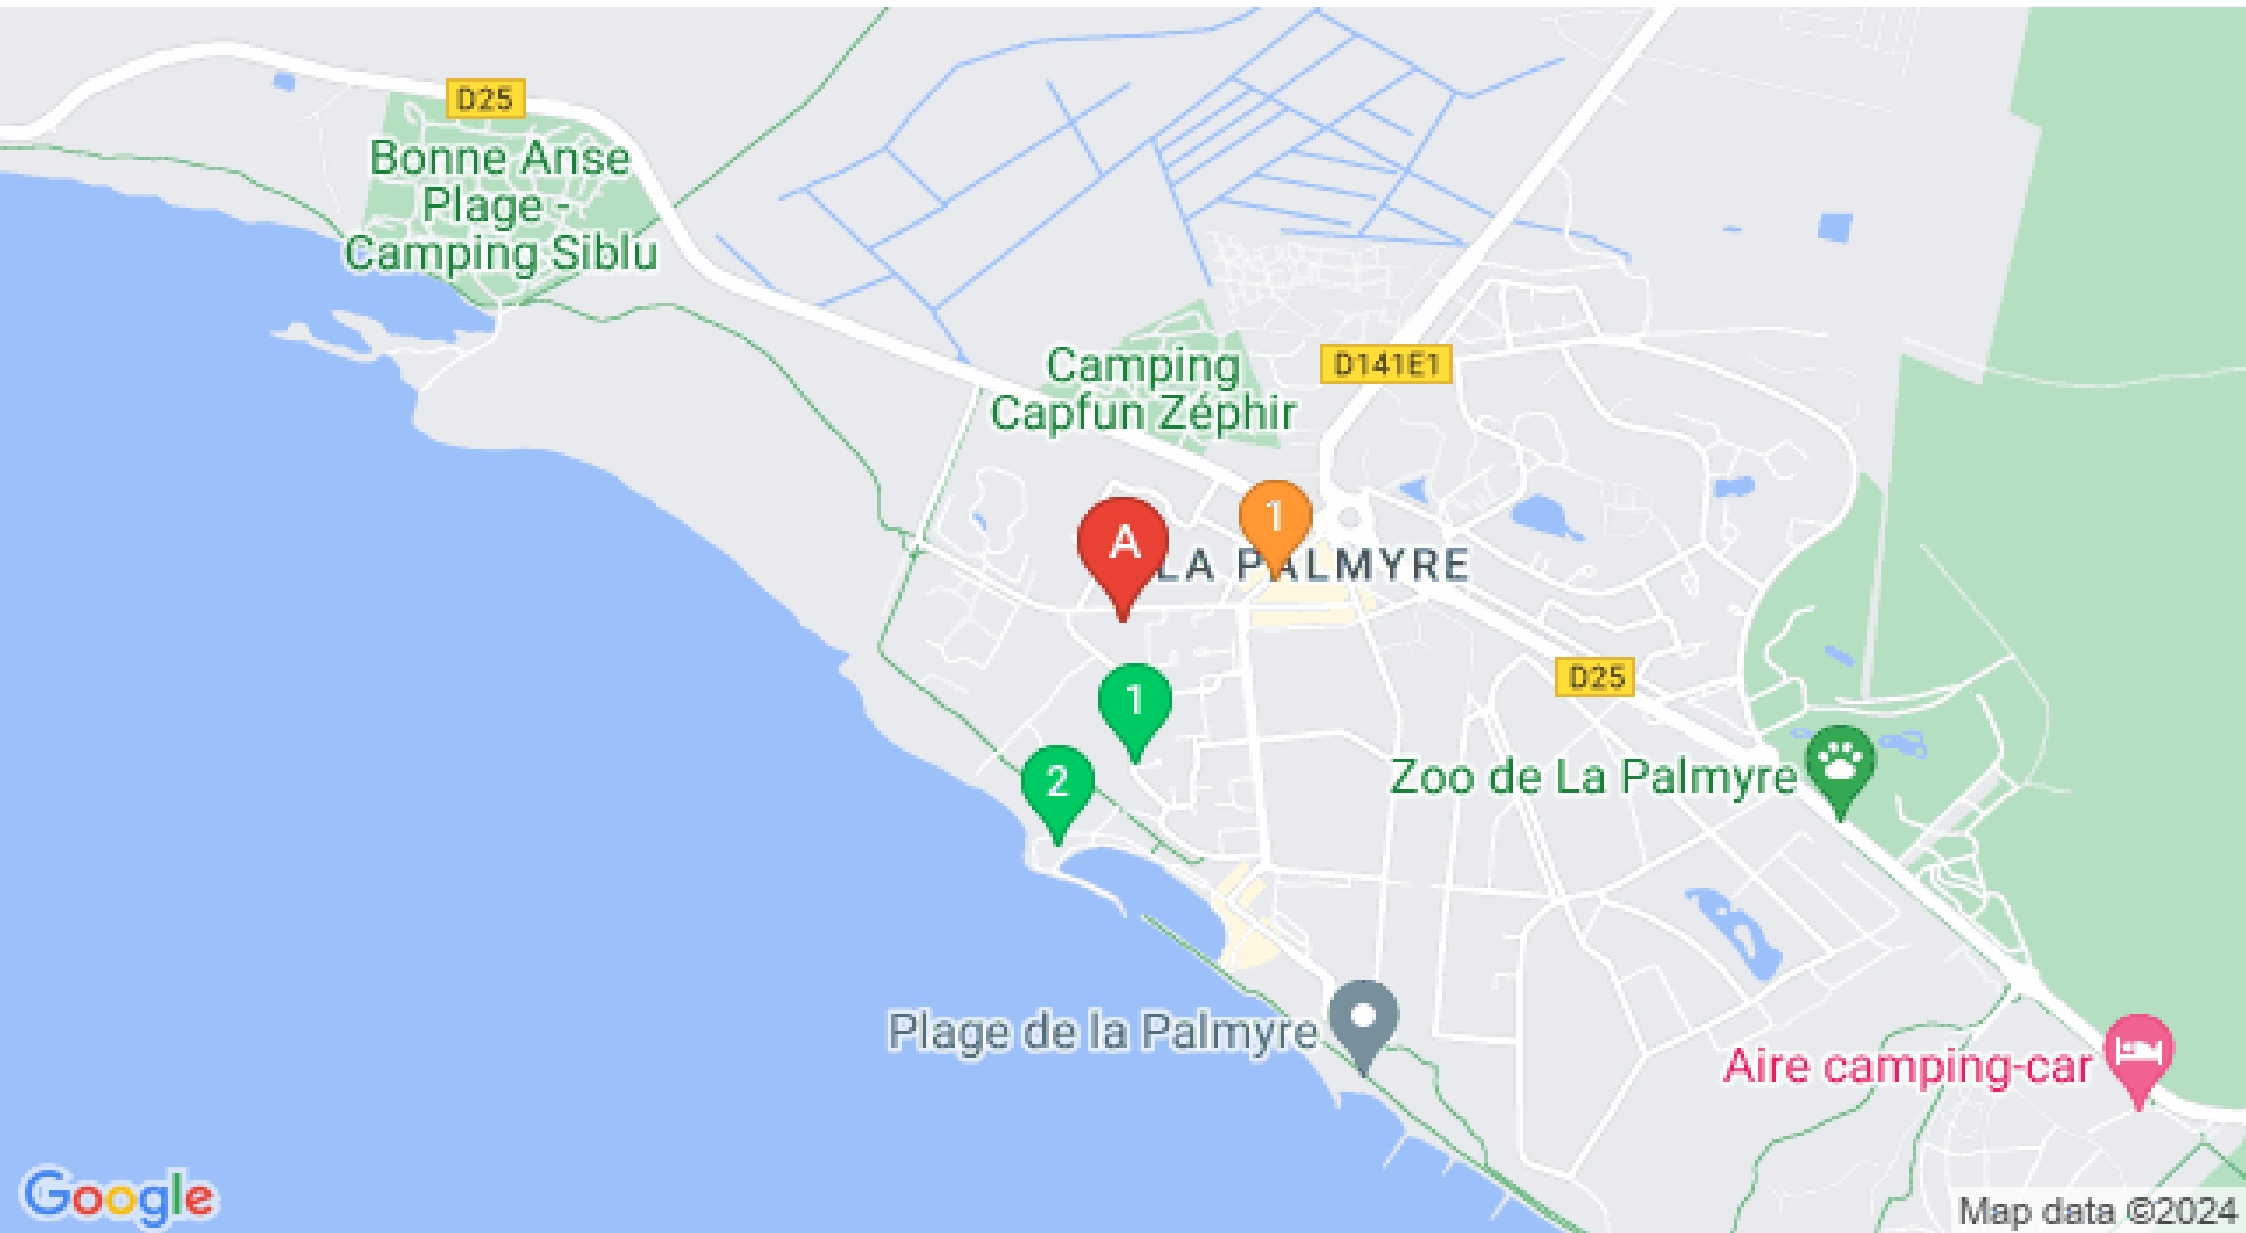 D25
Bonne Anse
Plage -
Camping Siblu
Camping
Capfun Zéphir
D141E1
1
A
LA PALMYRE
D25
1
2
Zoo de La Palmyre
Plage de la Palmyre
Aire camping-car
Google
Map data ©2024